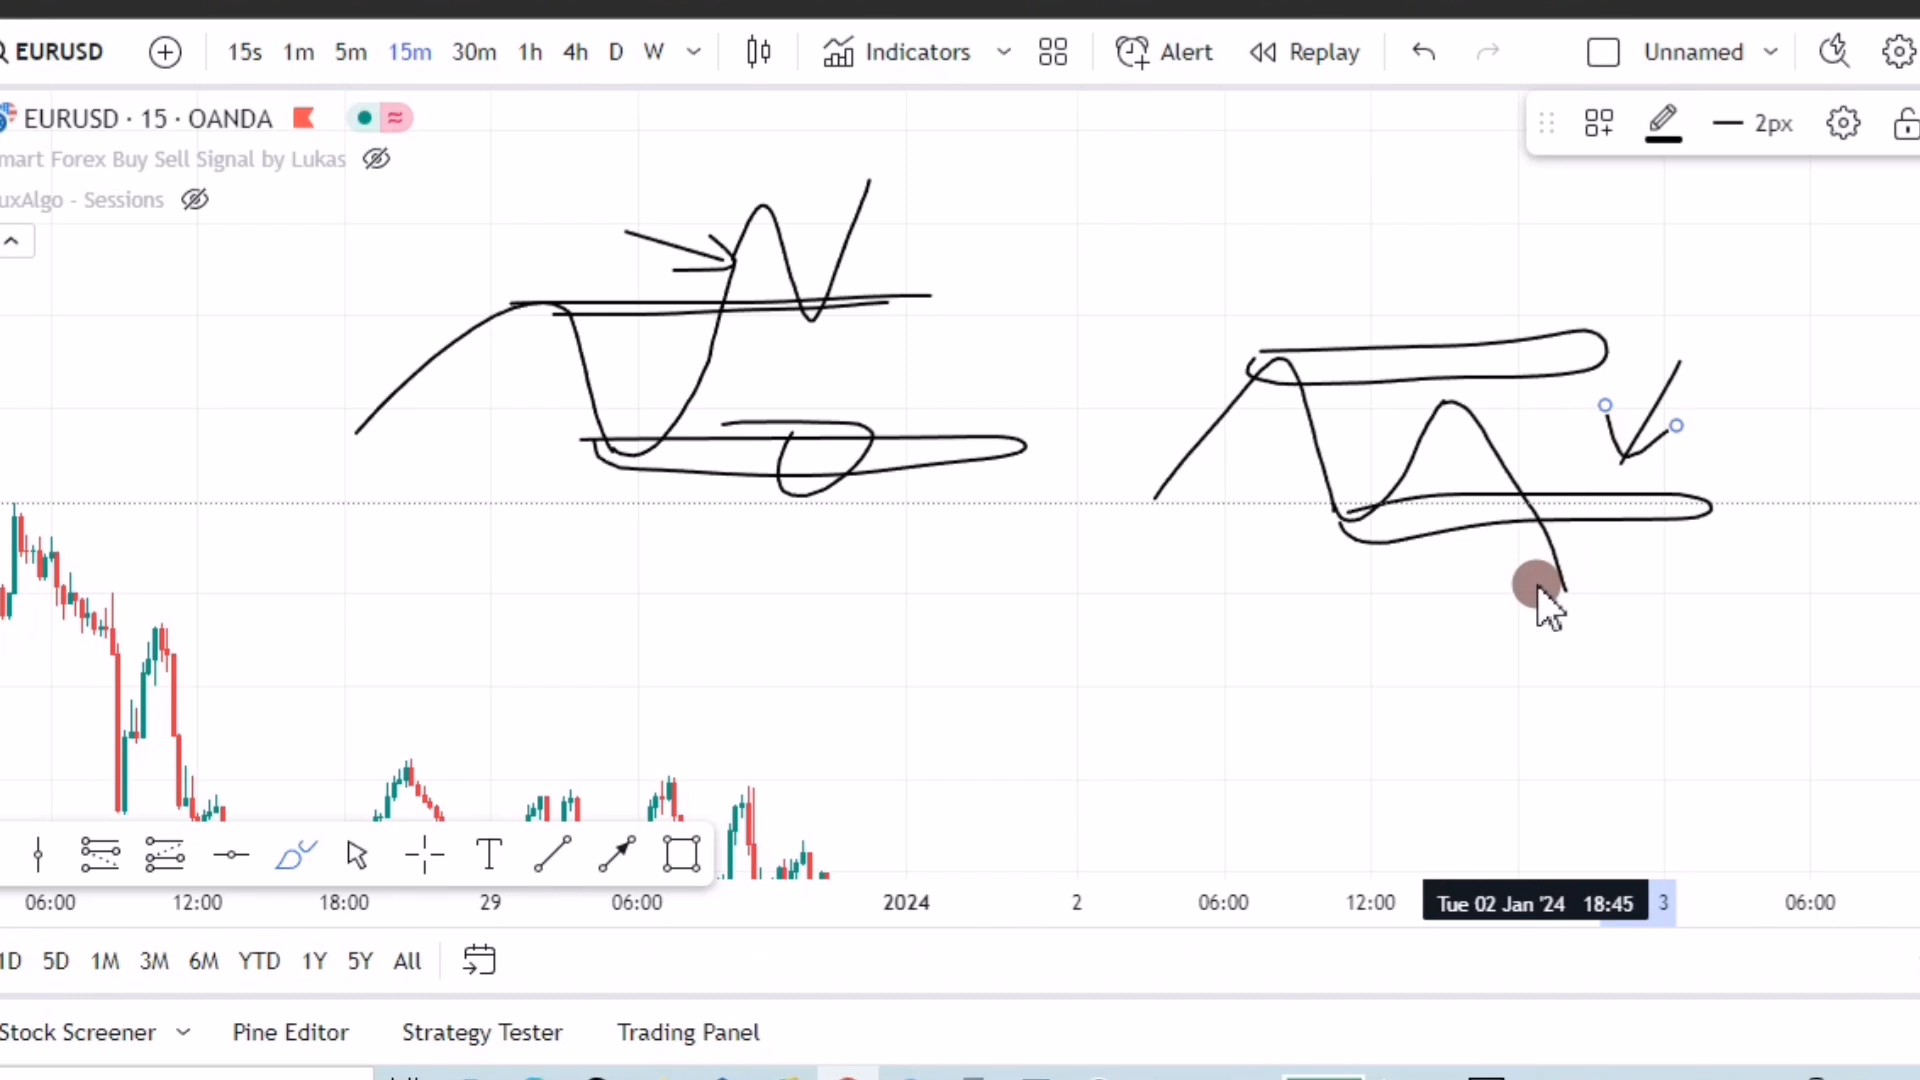 EURUSD 15s 1m 5m 15m 30m 1h 4h D W Indicators Alert Replay Unnamed
EURUSD · 15 · OANDA
2px
mart Forex Buy Sell Signal by Lukas
uxAlgo - Sessions
06:00 12:00 18:00 29 06:00 2024 2 06:00 12:00 Tue 02 Jan '24 18:45 3 06:00
1D 5D 1M 3M 6M YTD 1Y 5Y All
Stock Screener Pine Editor Strategy Tester Trading Panel